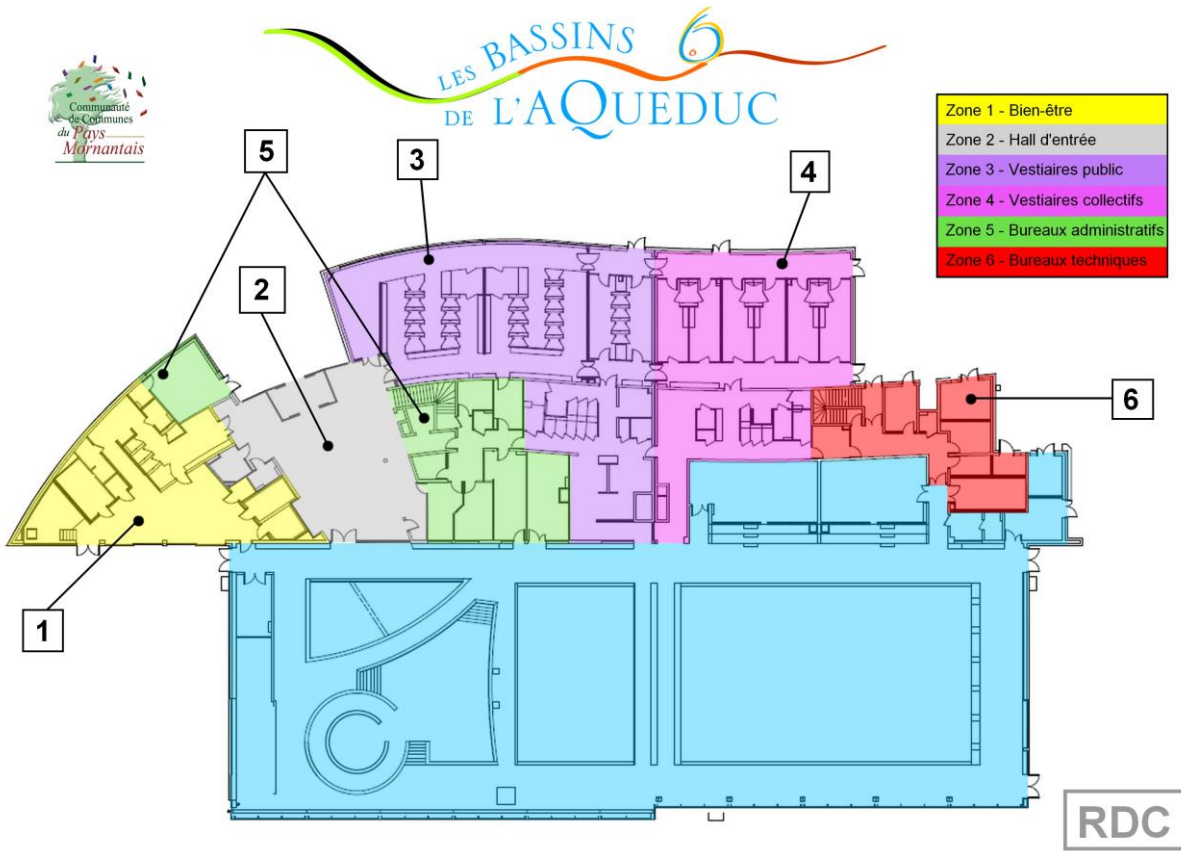 LES BASSINS
DE L'AQUEDUC
Communauté
de Communes
du Pays
Mornantais
Zone 1 - Bien-être
Zone 2 - Hall d'entrée
Zone 3 - Vestiaires public
Zone 4 - Vestiaires collectifs
Zone 5 - Bureaux administratifs
Zone 6 - Bureaux techniques
5
3
4
2
6
1
RDC